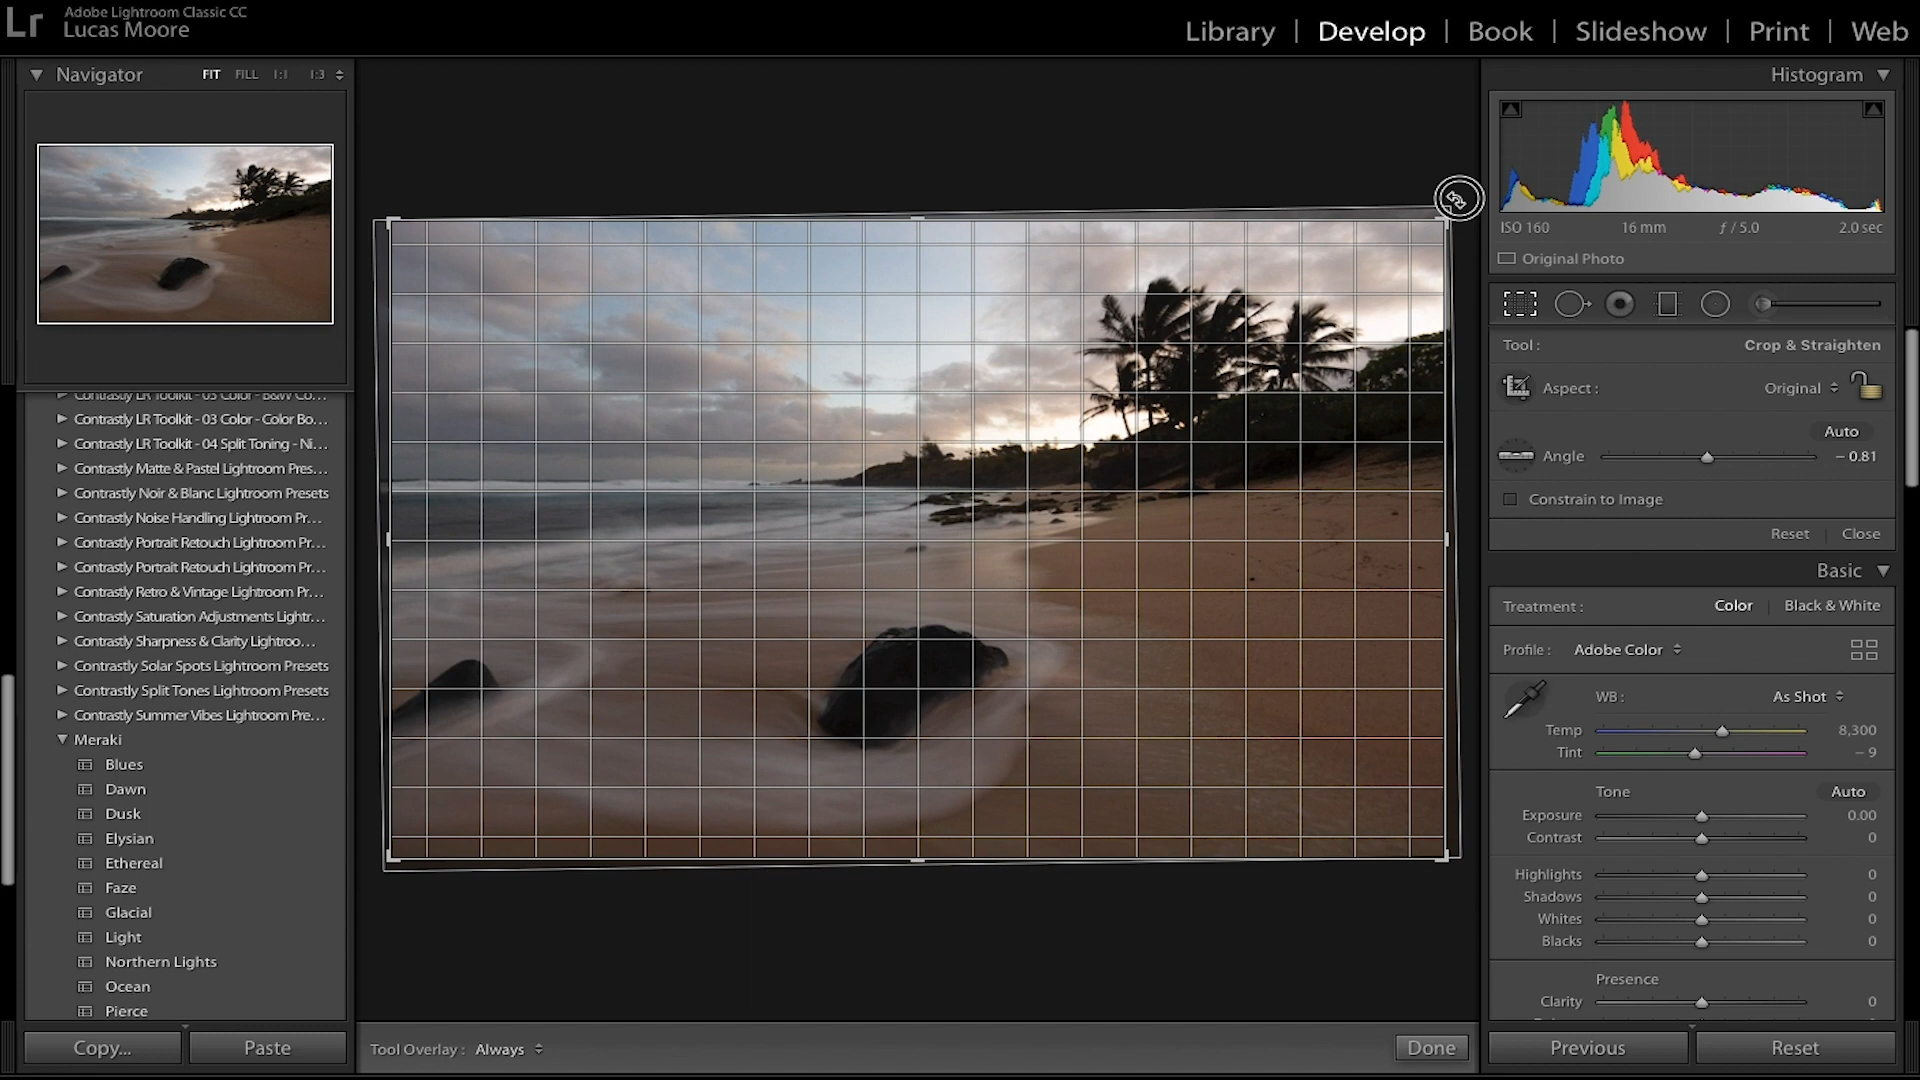 Lr
Adobe Lightroom Classic CC
Lucas Moore
Library | Develop | Book | Slideshow | Print | Web
Navigator FIT FILL 1:1 1:3
Contrastly LR Toolkit - 03 Color - B&W Co...
Contrastly LR Toolkit - 03 Color - Color Bo...
Contrastly LR Toolkit - 04 Split Toning - Ni...
Contrastly Matte & Pastel Lightroom Pres...
Contrastly Noir & Blanc Lightroom Presets
Contrastly Noise Handling Lightroom Pr...
Contrastly Portrait Retouch Lightroom Pr...
Contrastly Portrait Retouch Lightroom Pr...
Contrastly Retro & Vintage Lightroom Pr...
Contrastly Saturation Adjustments Lightr...
Contrastly Sharpness & Clarity Lightroo...
Contrastly Solar Spots Lightroom Presets
Contrastly Split Tones Lightroom Presets
Contrastly Summer Vibes Lightroom Pre...
Meraki
Blues
Dawn
Dusk
Elysian
Ethereal
Faze
Glacial
Light
Northern Lights
Ocean
Pierce
Copy... Paste
Tool Overlay : Always
Done
Histogram
ISO 160 16 mm ƒ / 5.0 2.0 sec
Original Photo
Tool : Crop & Straighten
Aspect : Original
Auto
Angle - 0.81
Constrain to Image
Reset | Close
Basic
Treatment : Color | Black & White
Profile : Adobe Color
WB : As Shot
Temp 8,300
Tint - 9
Tone Auto
Exposure 0.00
Contrast 0
Highlights 0
Shadows 0
Whites 0
Blacks 0
Presence
Clarity 0
Previous Reset